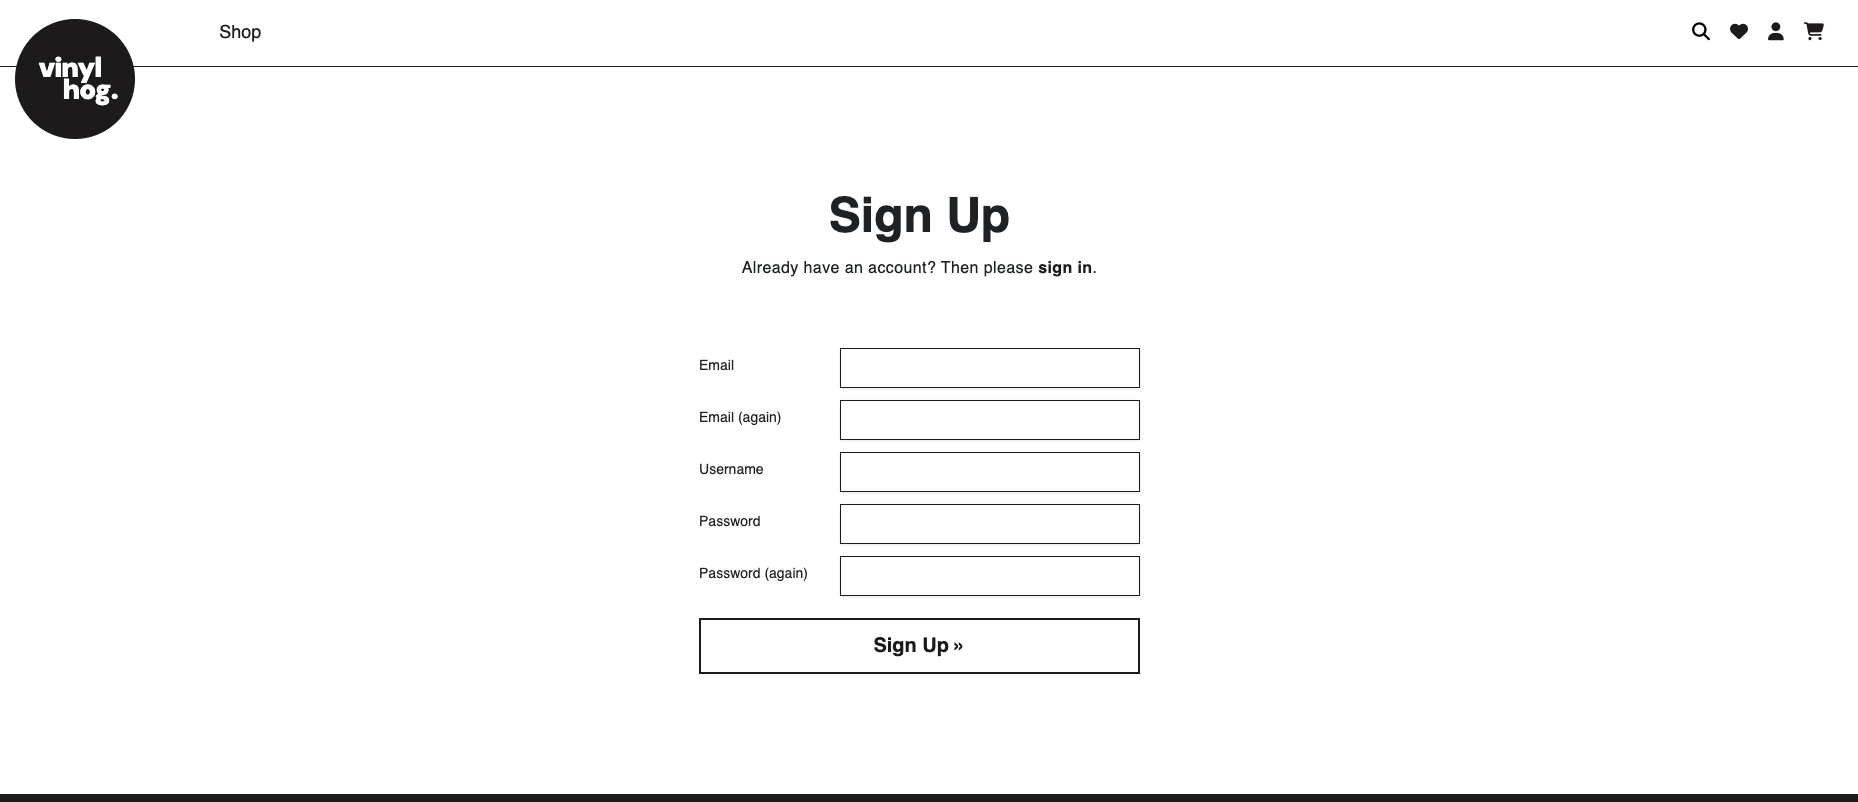 vinyl
hog.
Shop
Sign Up
Already have an account? Then please sign in.
Email
Email (again)
Username
Password
Password (again)
Sign Up »